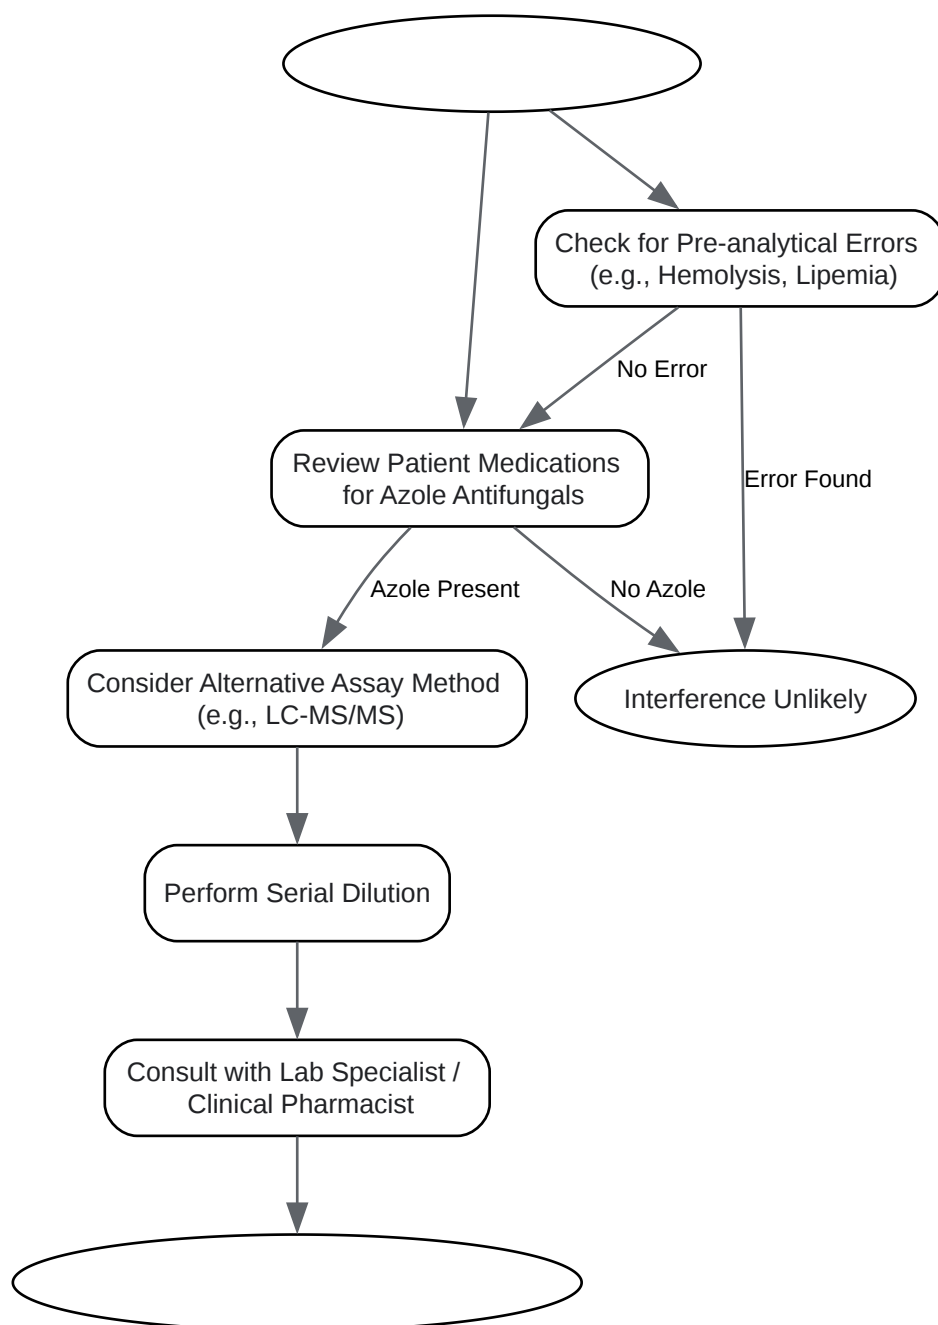 Check for Pre-analytical Errors
(e.g., Hemolysis, Lipemia)
No Error
Review Patient Medications
for Azole Antifungals
Error Found
Azole Present
No Azole
Consider Alternative Assay Method
(e.g., LC-MS/MS)
Interference Unlikely
Perform Serial Dilution
Consult with Lab Specialist /
Clinical Pharmacist